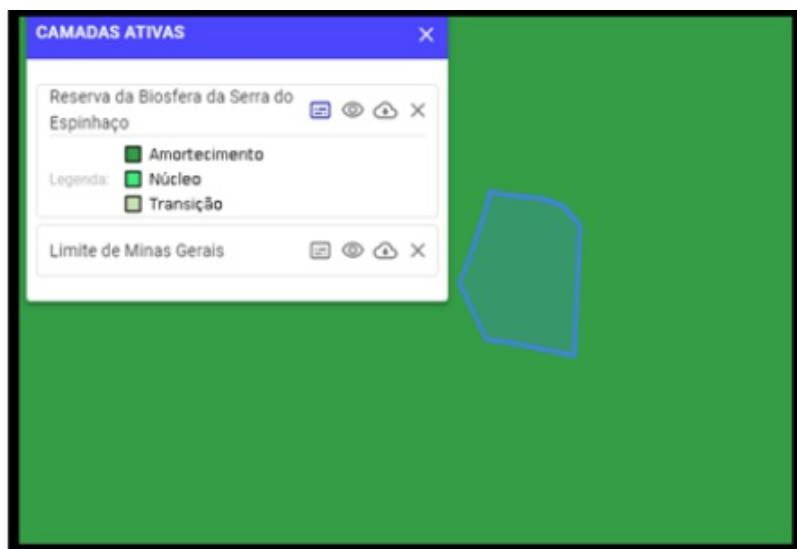 CAMADAS ATIVAS
Reserva da Biosfera da Serra do
Espinhaço
Legenda:
Amortecimento
Núcleo
Transição
Limite de Minas Gerais